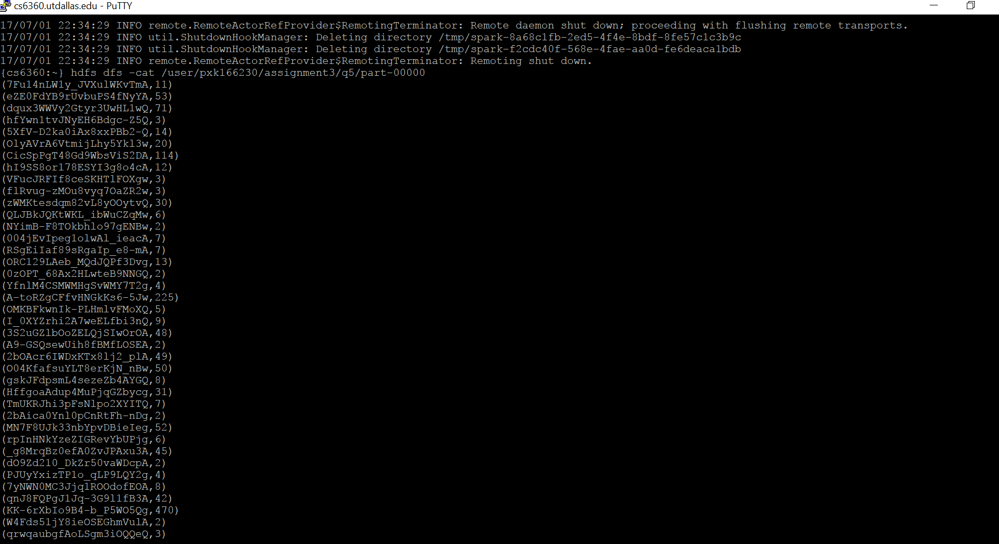 cs6360.utdallas.edu - PuTTY
17/07/01 22:34:29 INFO remote.RemoteActorRefProvider$RemotingTerminator: Remote daemon shut down; proceeding with flushing remote transports.
17/07/01 22:34:29 INFO util.ShutdownHookManager: Deleting directory /tmp/spark-8a68c1fb-2ed5-4f4e-8bdf-8fe57c1c3b9c
17/07/01 22:34:29 INFO util.ShutdownHookManager: Deleting directory /tmp/spark-f2cdc40f-568e-4fae-aa0d-fe6deaca1bdb
17/07/01 22:34:29 INFO remote.RemoteActorRefProvider$RemotingTerminator: Remoting shut down.
{cs6360:~} hdfs dfs -cat /user/pxk166230/assignment3/q5/part-00000
(7Fu14nLW1y_JVXulWKvTmA,11)
(eZE0FdYB9rUvbuPS4fNyYA,53)
(dqux3WWVy2Gtyr3UwHL1wQ,71)
(hfYwn1tvJNyEH6Bdgc-Z5Q,3)
(5XfV-D2ka0iAx8xxPBb2-Q,14)
(OlyAVrA6VtmijLhy5Ykl3w,20)
(CicSpPgT48Gd9WbsViS2DA,114)
(hI9SS8or178ESYI3g8o4cA,12)
(VFucJRFIf8ceSKHTlFOXgw,3)
(flRvug-zMOu8vyq7OaZR2w,3)
(zWMKtesdqm82vL8yOOytvQ,30)
(QLJBkJQKtWKL_ibWuCZqMw,6)
(NYimB-F8TOkbhlo97gENBw,2)
(004jEvIpeg1olwAl_ieacA,7)
(RSgEiIaf89sRgaIp_e8-mA,7)
(ORC129LAeb_MQdJQPf3Dvg,13)
(0zOPT_68Ax2HLwteB9NNGQ,2)
(YfnlM4CSMWMHgSvWMY7T2g,4)
(A-toRZgCFfvHNGkKs6-5Jw,225)
(OMKBFkwnIk-PLHmlvFMoXQ,5)
(I_0XYZrhi2A7weELfbi3nQ,9)
(3S2uGZlbOoZELQjSIwOrOA,48)
(A9-GSQsewUih8fBMfLOSEA,2)
(2bOAcr6IWDxKTx8lj2_plA,49)
(O04KfafsuYLT8erKjN_nBw,50)
(gskJFdpsmL4sezeZb4AYGQ,8)
(HffgoaAdup4MuPjqGZbycg,31)
(TmUKRJhi3pFsNlpo2XYITQ,7)
(2bAica0Ynl0pCnRtFh-nDg,2)
(MN7F8UJk33nbYpvDBieIeg,52)
(rpInHNkYzeZIGRevYbUPjg,6)
(_g8MrqBz0efA0ZvJPAxu3A,45)
(dO9Zd210_DkZr50vaWDcpA,2)
(PJUyYxizTP1o_qLP9LQY2g,4)
(7yNWN0MC3Jjq1ROOdofEOA,8)
(qnJ8FQPgJ1Jq-3G9l1fB3A,42)
(KK-6rXbIo9B4-b_P5WO5Qg,470)
(W4Fds51jY8ieOSEGhmVulA,2)
(qrwqaubgfAoLSgm3iOQQeQ,3)